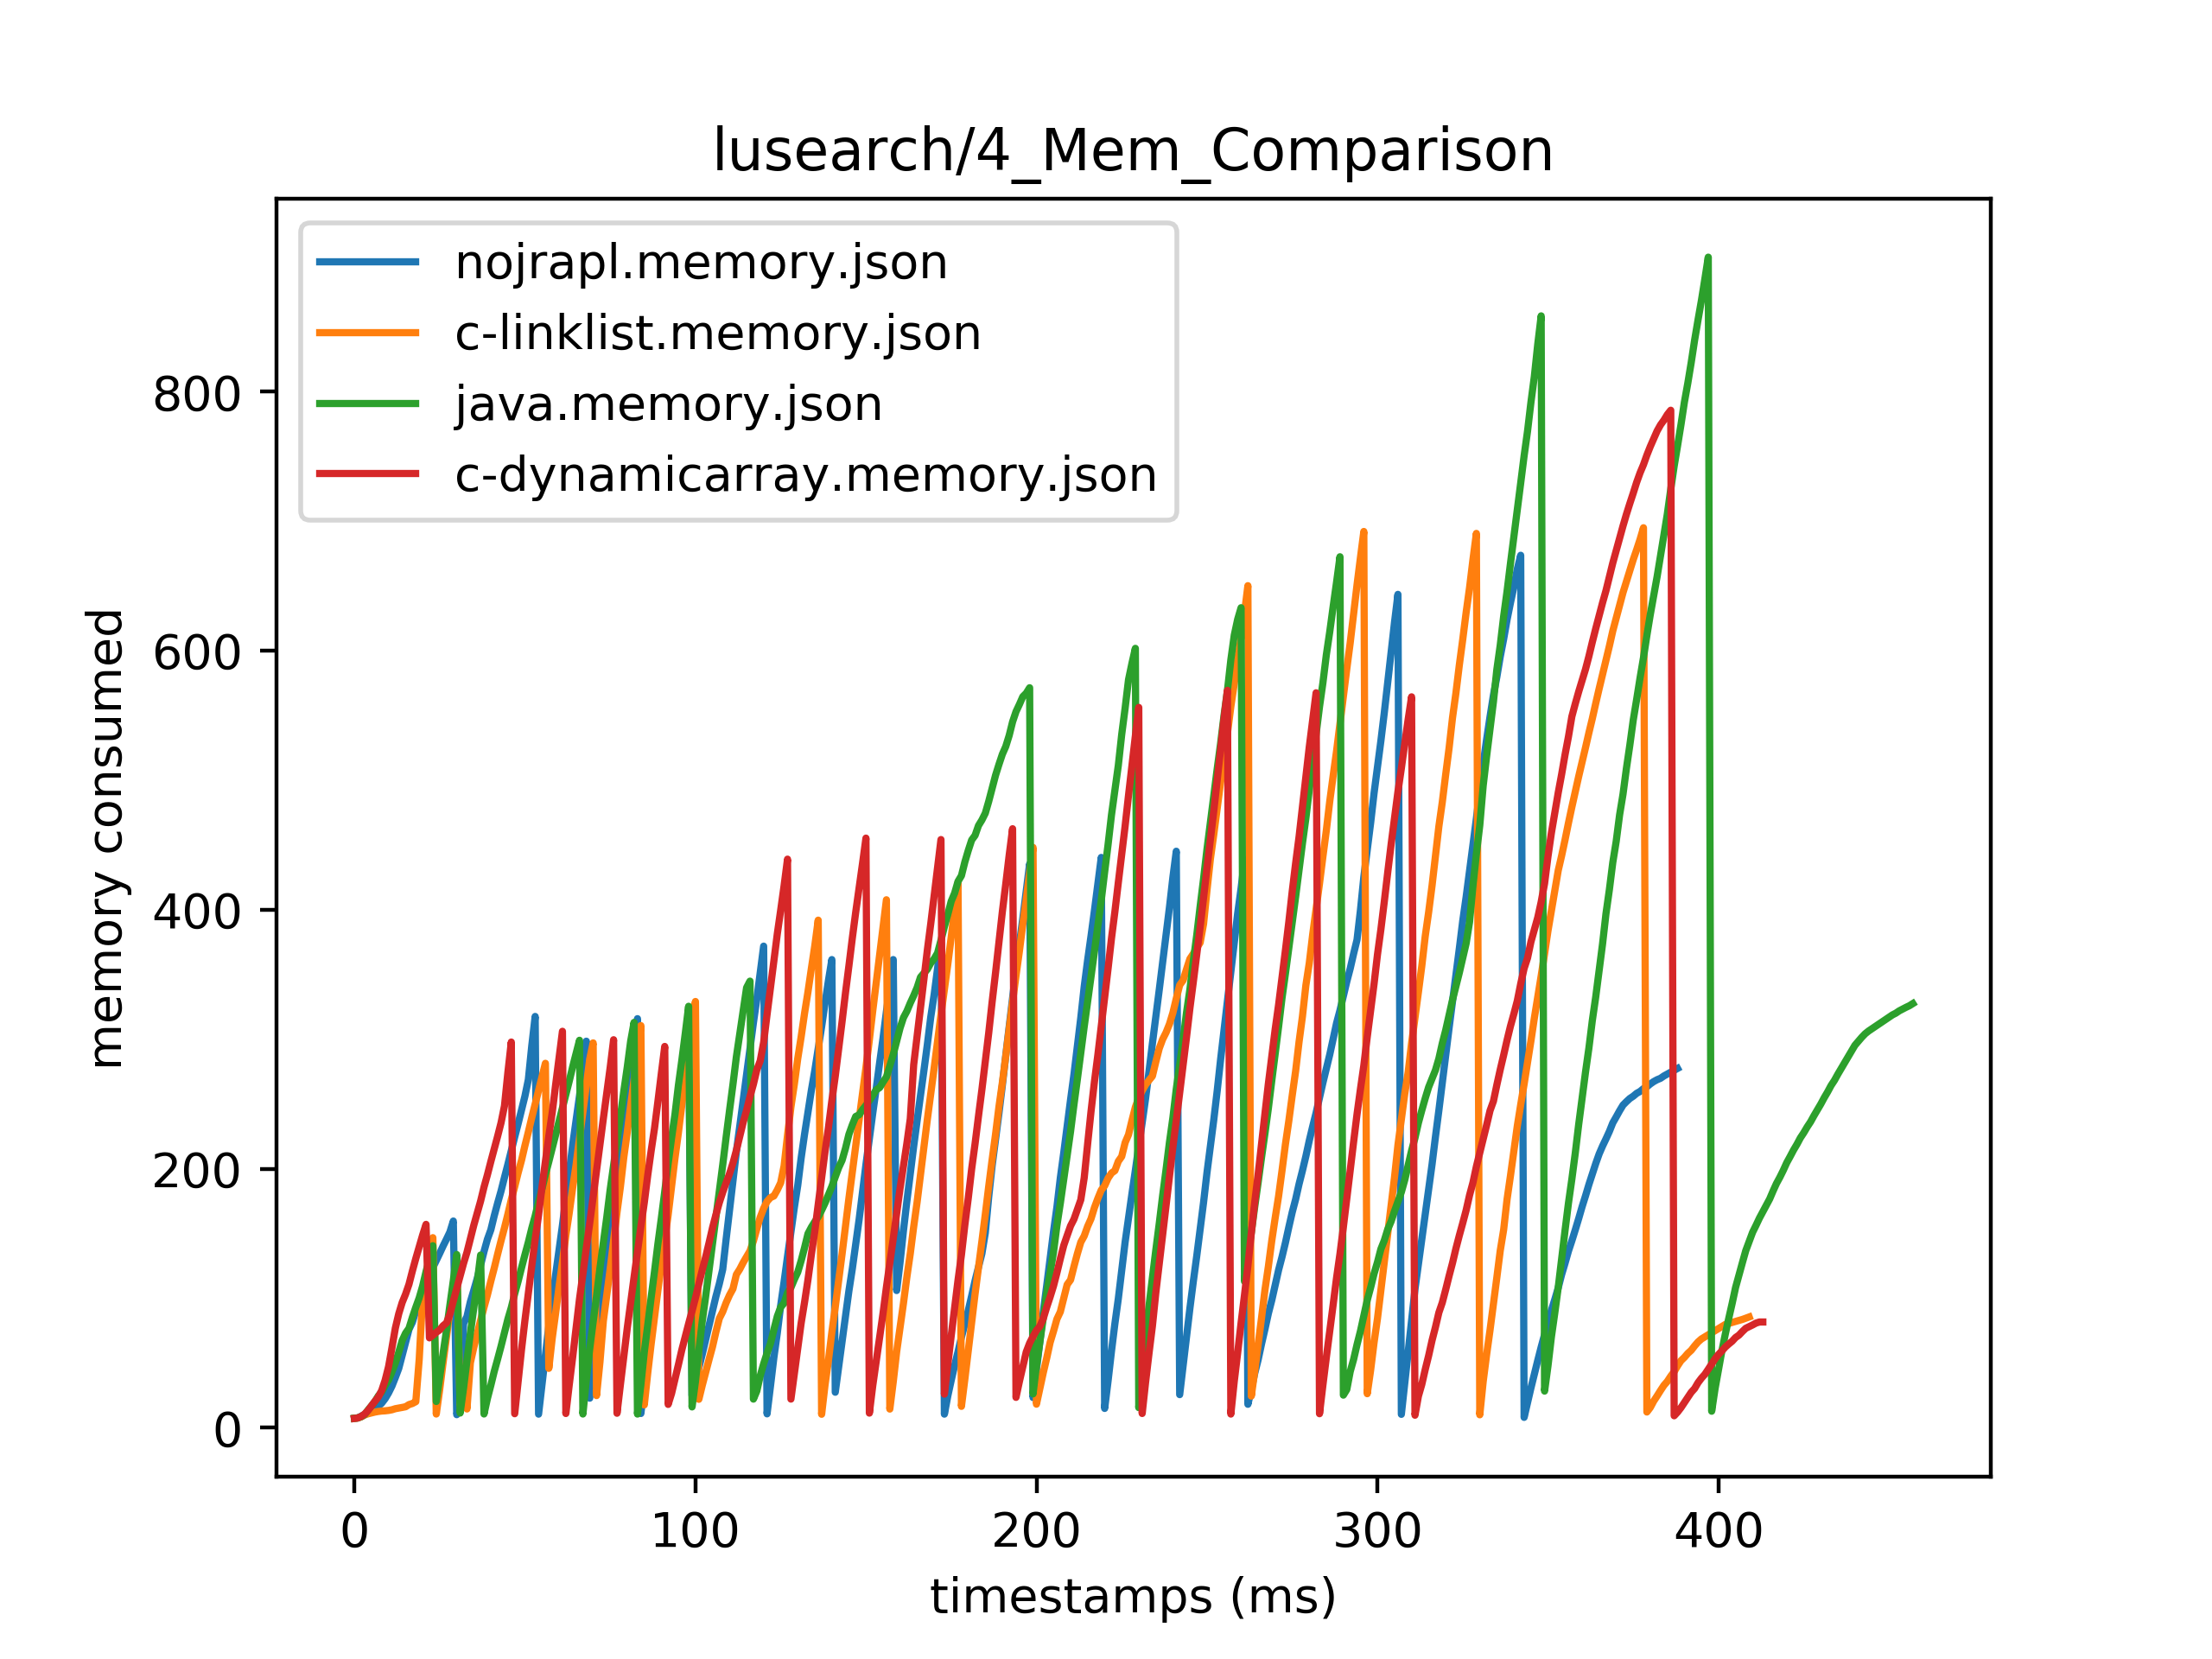 lusearch/4_Mem_Comparison
nojrapl.memory.json
c-linklist.memory.json
java.memory.json
c-dynamicarray.memory.json
memory consumed
800
600
400
200
0
0 100 200 300 400
timestamps (ms)